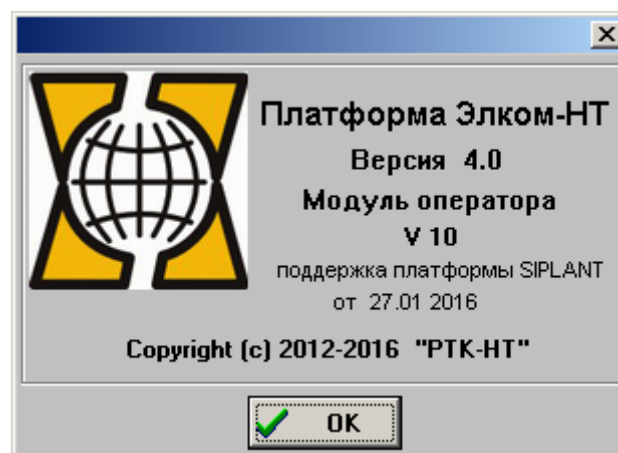 Платформа Элком-НТ
Версия 4.0
Модуль оператора
V 10
поддержка платформы SIPLANT
от 27.01 2016
Copyright (c) 2012-2016 "РТК-НТ"
OK